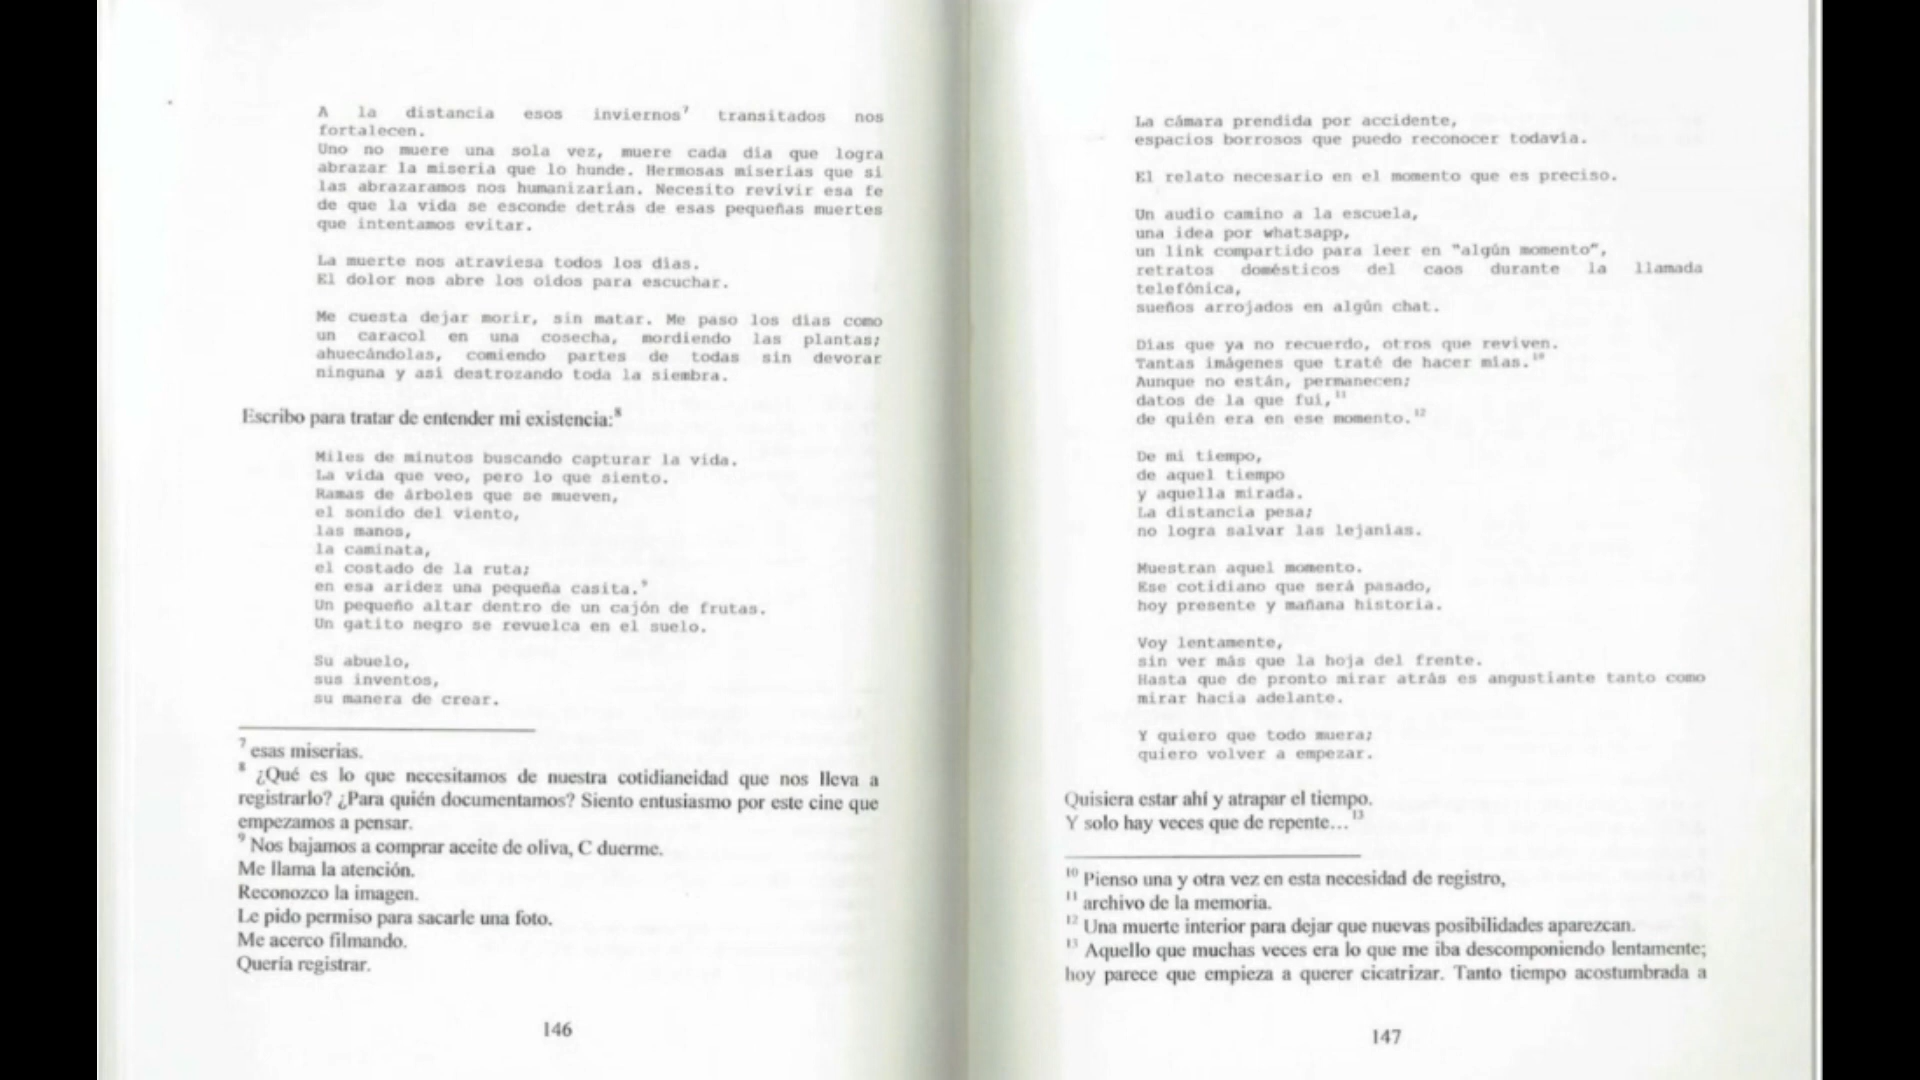 A la distancia esos inviernos⁷ transitados nos
fortalecen.
Uno no muere una sola vez, muere cada día que logra
abrazar la miseria que lo hunde. Hermosas miserias que si
las abrazaramos nos humanizarían. Necesito revivir esa fe
de que la vida se esconde detrás de esas pequeñas muertes
que intentamos evitar.
La muerte nos atraviesa todos los días.
El dolor nos abre los oídos para escuchar.
Me cuesta dejar morir, sin matar. Me paso los días como
un caracol en una cosecha, mordiendo las plantas;
ahuecándolas, comiendo partes de todas sin devorar
ninguna y así destrozando toda la siembra.
Escribo para tratar de entender mi existencia:⁸
Miles de minutos buscando capturar la vida.
La vida que veo, pero lo que siento.
Ramas de árboles que se mueven,
el sonido del viento,
las manos,
la caminata,
el costado de la ruta;
en esa aridez una pequeña casita.⁹
Un pequeño altar dentro de un cajón de frutas.
Un gatito negro se revuelca en el suelo.
Su abuelo,
sus inventos,
su manera de crear.
⁷ esas miserias.
⁸ ¿Qué es lo que necesitamos de nuestra cotidianeidad que nos lleva a
registrarlo? ¿Para quién documentamos? Siento entusiasmo por este cine que
empezamos a pensar.
⁹ Nos bajamos a comprar aceite de oliva, C duerme.
Me llama la atención.
Reconozco la imagen.
Le pido permiso para sacarle una foto.
Me acerco filmando.
Quería registrar.
146
La cámara prendida por accidente,
espacios borrosos que puedo reconocer todavía.
El relato necesario en el momento que es preciso.
Un audio camino a la escuela,
una idea por whatsapp,
un link compartido para leer en “algún momento”,
retratos domésticos del caos durante la llamada
telefónica,
sueños arrojados en algún chat.
Días que ya no recuerdo, otros que reviven.
Tantas imágenes que traté de hacer mías.¹⁰
Aunque no están, permanecen;
datos de la que fui,¹¹
de quién era en ese momento.¹²
De mi tiempo,
de aquel tiempo
y aquella mirada.
La distancia pesa;
no logra salvar las lejanías.
Muestran aquel momento.
Ese cotidiano que será pasado,
hoy presente y mañana historia.
Voy lentamente,
sin ver más que la hoja del frente.
Hasta que de pronto mirar atrás es angustiante tanto como
mirar hacia adelante.
Y quiero que todo muera;
quiero volver a empezar.
Quisiera estar ahí y atrapar el tiempo.
Y solo hay veces que de repente…¹³
¹⁰ Pienso una y otra vez en esta necesidad de registro,
¹¹ archivo de la memoria.
¹² Una muerte interior para dejar que nuevas posibilidades aparezcan.
¹³ Aquello que muchas veces era lo que me iba descomponiendo lentamente;
hoy parece que empieza a querer cicatrizar. Tanto tiempo acostumbrada a
147